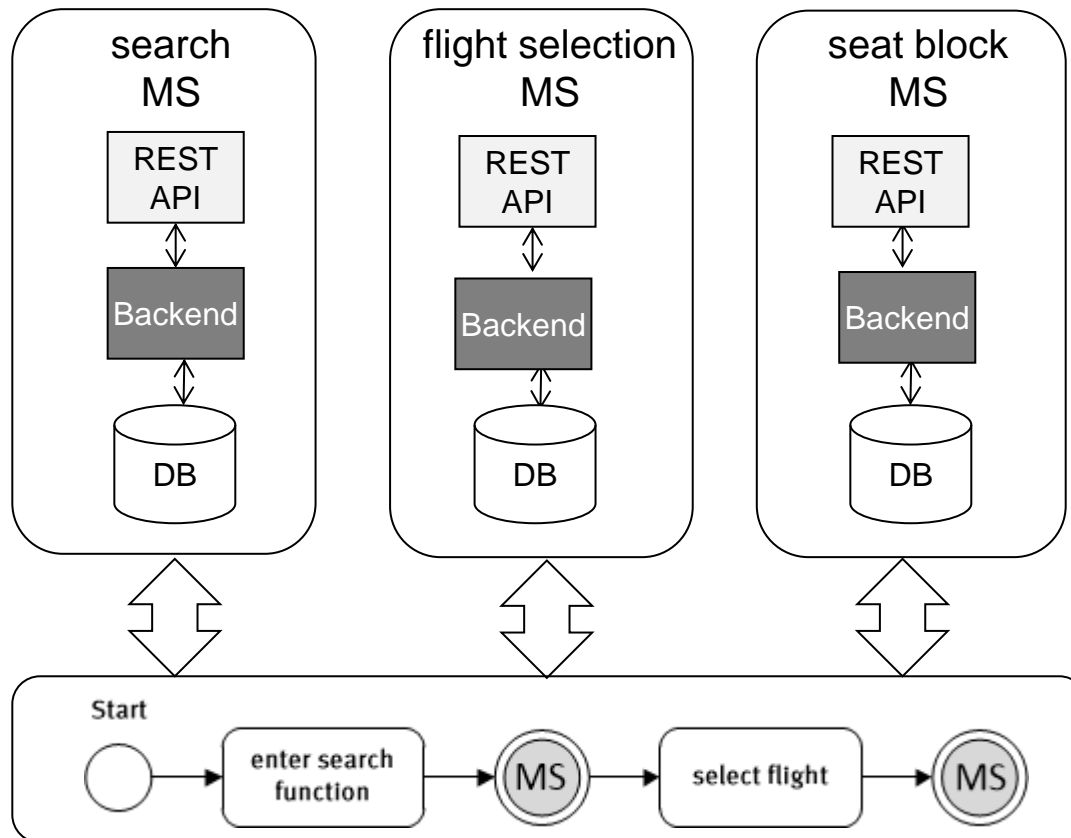 search
MS
REST
API
Backend
DB
flight selection
MS
REST
API
Backend
DB
seat block
MS
REST
API
Backend
DB
Start
enter search
function
MS
select flight
MS